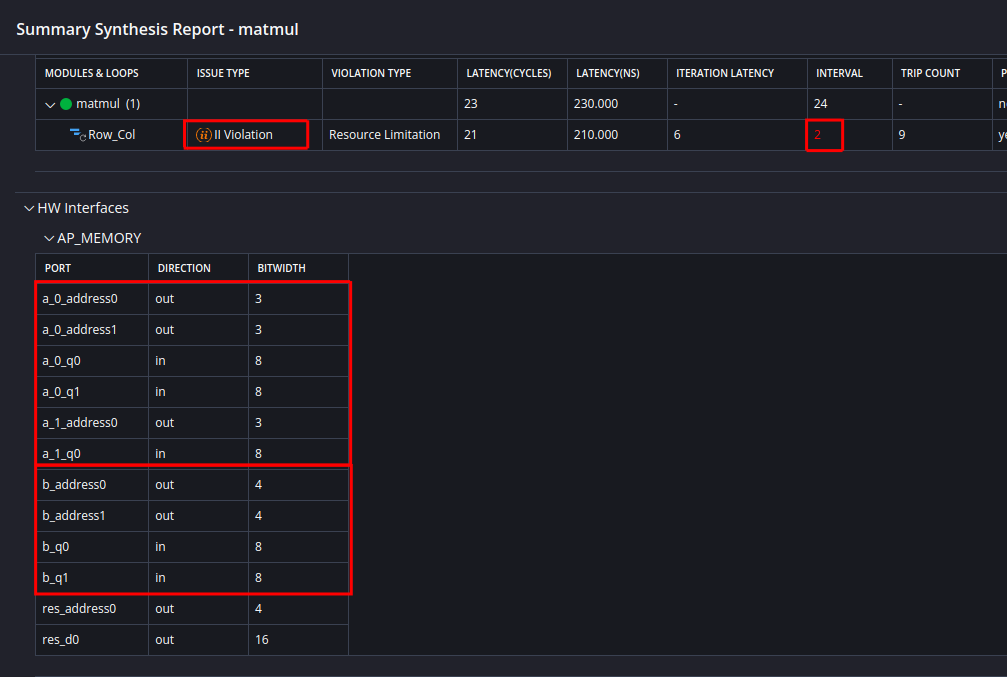 Summary Synthesis Report - matmul
MODULES & LOOPS ISSUE TYPE VIOLATION TYPE LATENCY(CYCLES) LATENCY(NS) ITERATION LATENCY INTERVAL TRIP COUNT P
matmul (1) 23 230.000 - 24 - n
Row_Col II Violation Resource Limitation 21 210.000 6 2 9 ye
HW Interfaces
AP_MEMORY
PORT DIRECTION BITWIDTH
a_0_address0 out 3
a_0_address1 out 3
a_0_q0 in 8
a_0_q1 in 8
a_1_address0 out 3
a_1_q0 in 8
b_address0 out 4
b_address1 out 4
b_q0 in 8
b_q1 in 8
res_address0 out 4
res_d0 out 16